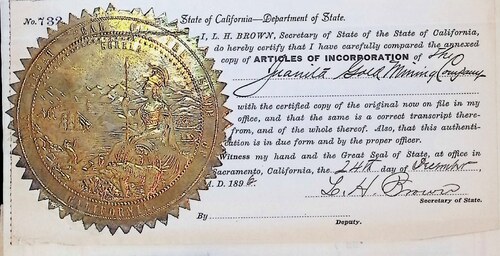 No. 732
State of California—Department of State.
I, L. H. BROWN, Secretary of State of the State of California,
do hereby certify that I have carefully compared the annexed
copy of ARTICLES OF INCORPORATION of The
Juanita Gold Mining Company
with the certified copy of the original now on file in my
office, and that the same is a correct transcript there-
from, and of the whole thereof. Also, that this authenti-
cation is in due form and by the proper officer.
Witness my hand and the Great Seal of State, at office in
Sacramento, California, the 24th day of December
A. D. 1896.
L. H. Brown
Secretary of State.
By
Deputy.
EUREKA